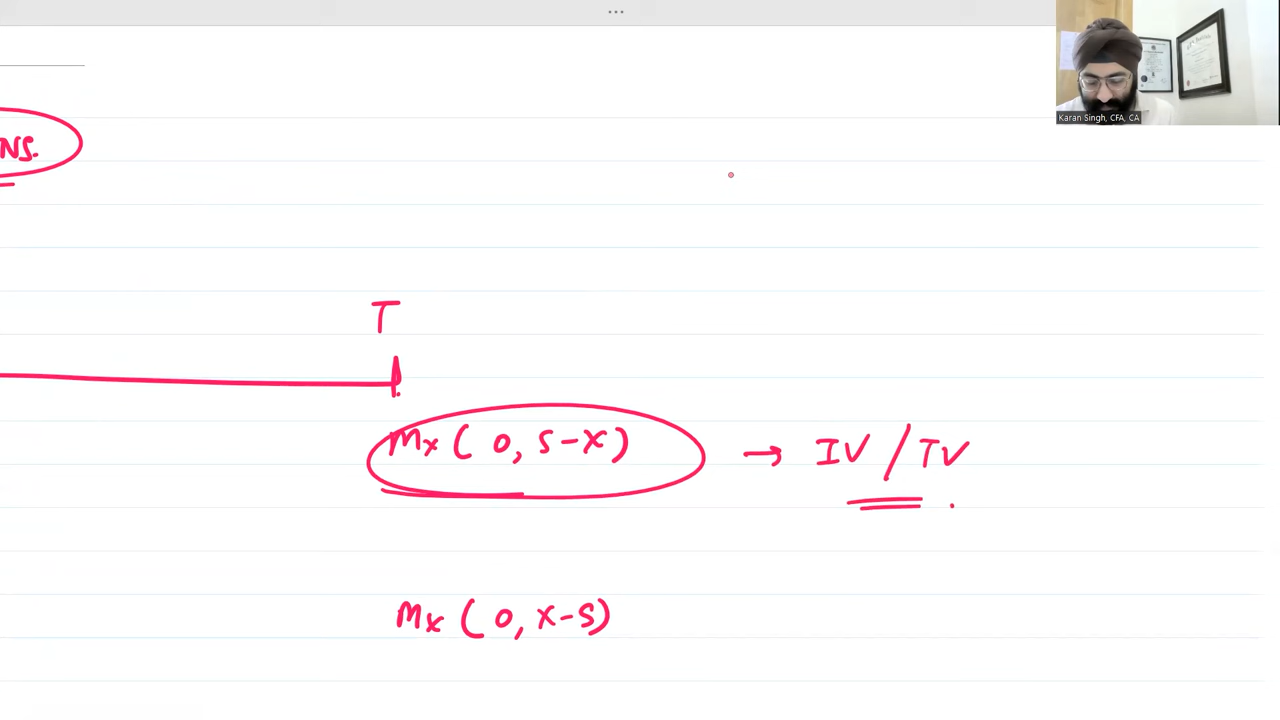 Karan Singh, CFA, CA
NS.
T
Mx ( 0, S-X) → IV / TV
Mx ( 0, X-S)